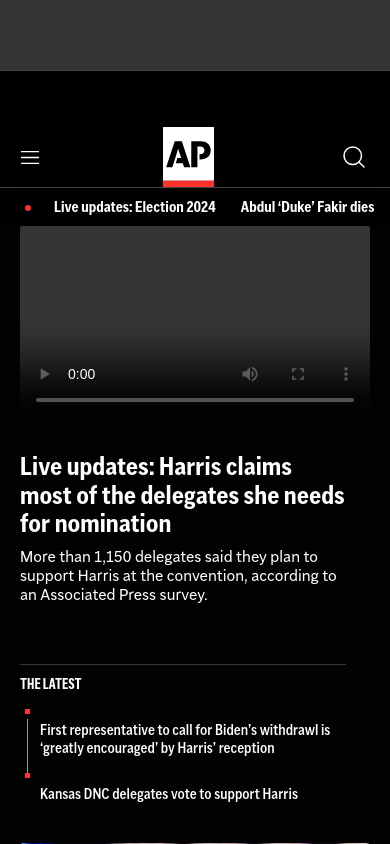 AP
Live updates: Election 2024
Abdul ‘Duke’ Fakir dies
0:00
Live updates: Harris claims
most of the delegates she needs
for nomination
More than 1,150 delegates said they plan to
support Harris at the convention, according to
an Associated Press survey.
THE LATEST
First representative to call for Biden’s withdrawl is
‘greatly encouraged’ by Harris’ reception
Kansas DNC delegates vote to support Harris